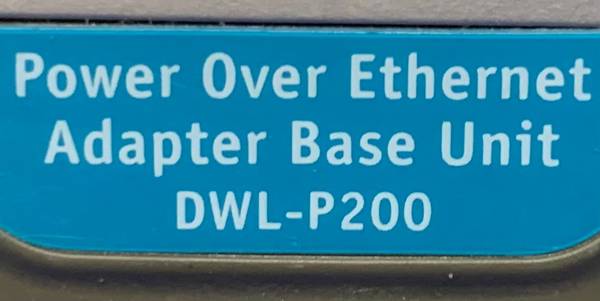 Power Over Ethernet
Adapter Base Unit
DWL-P200